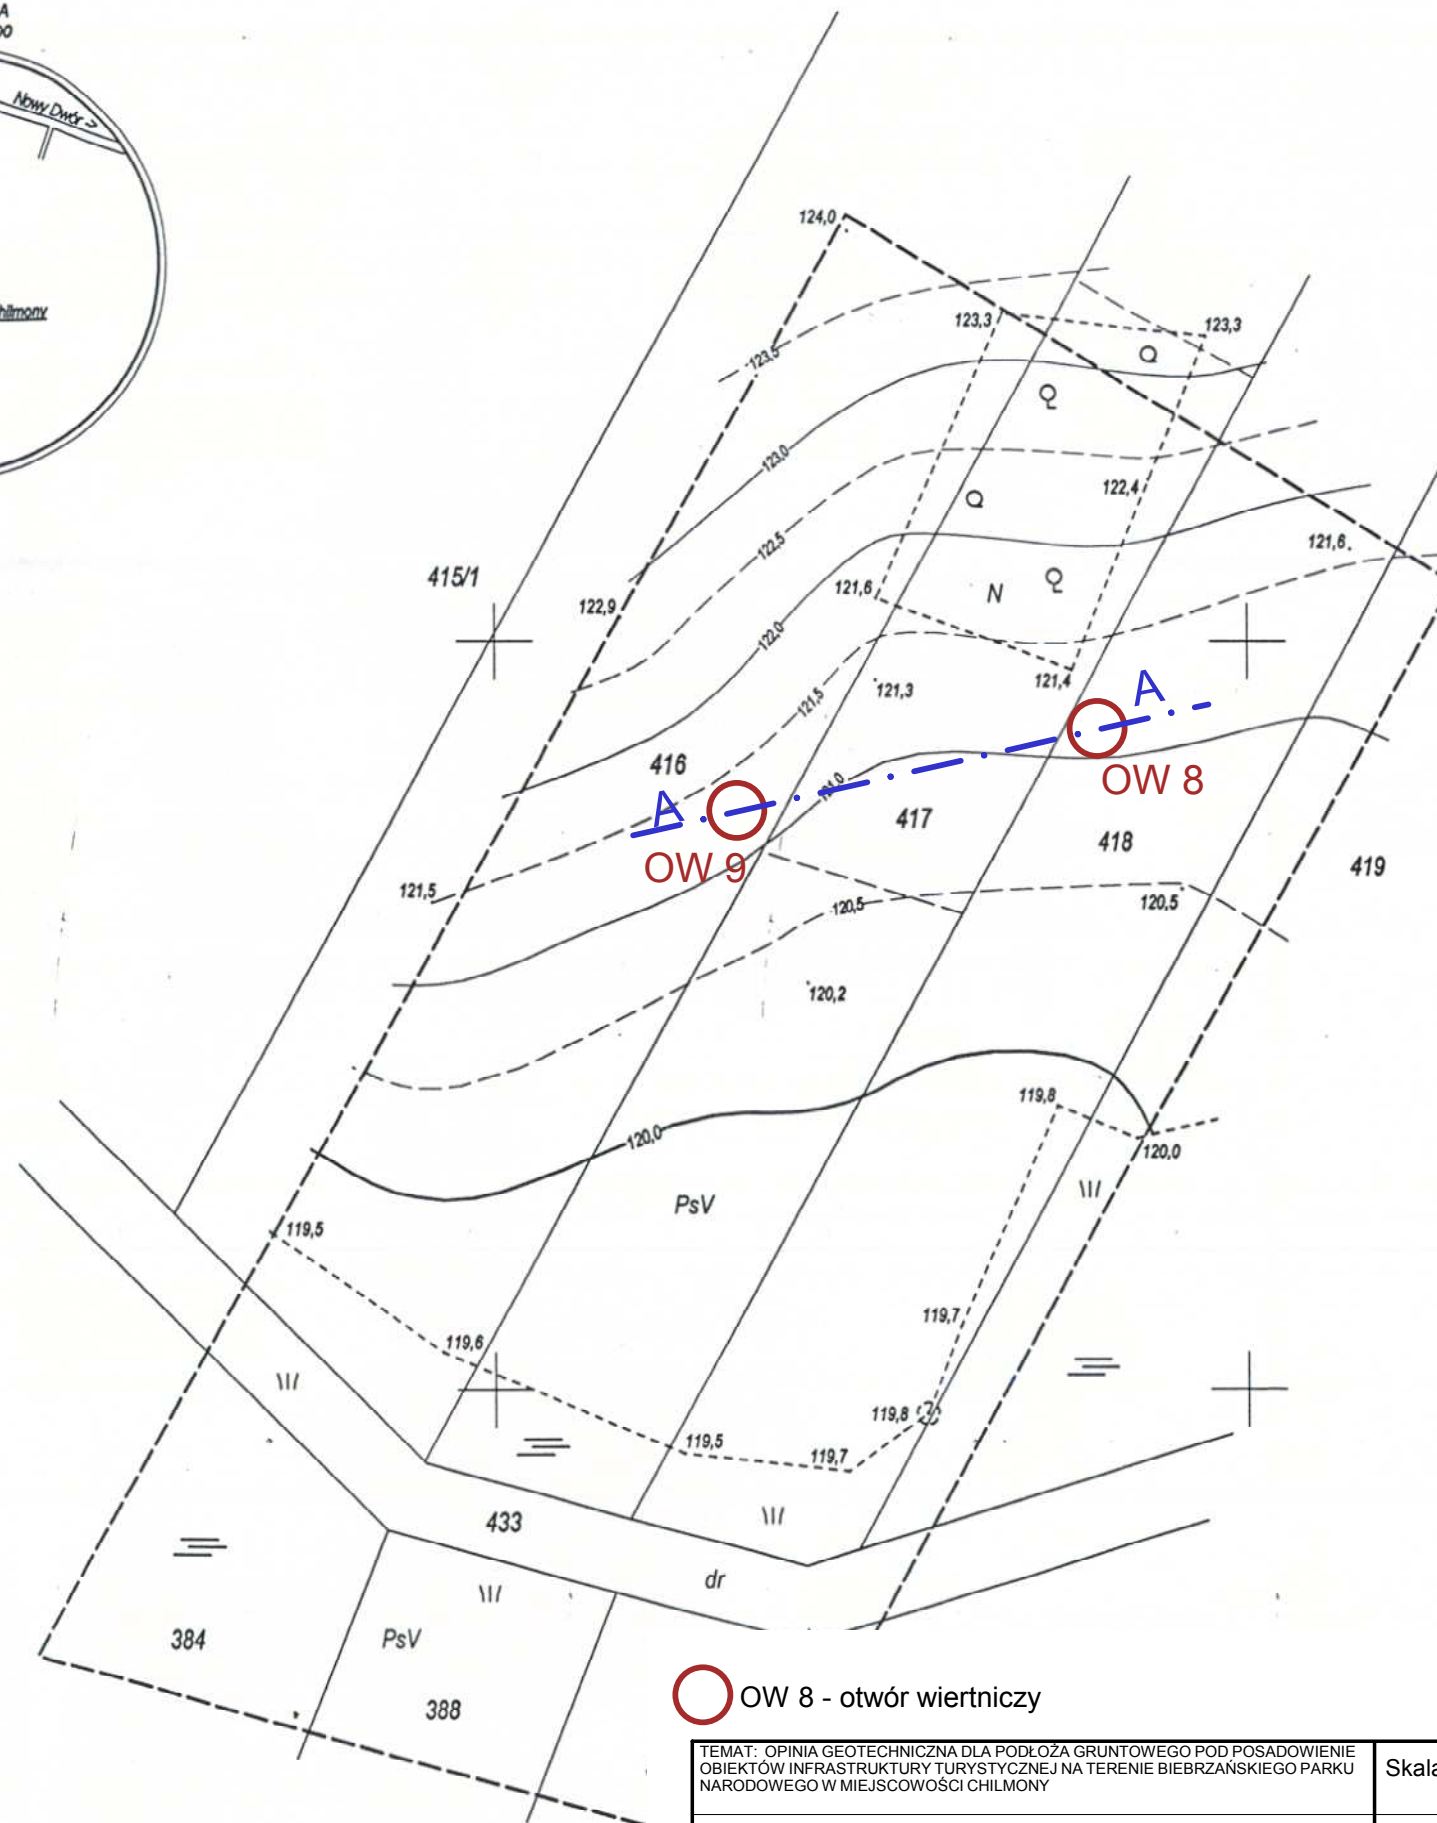 A
00
Nowy Dwór ->
hilmony
124,0
123,3
123,3
123,5
123,0
122,4
122,5
121,6
415/1
121,6
N
122,9
122,0
121,3
121,4
A
121,5
416
OW 8
121,0
A
417
418
OW 9
419
121,5
120,5
120,5
120,2
119,8
120,0
120,0
PsV
119,5
119,7
119,6
119,8
119,5
119,7
433
dr
384
PsV
388
OW 8 - otwór wiertniczy
TEMAT: OPINIA GEOTECHNICZNA DLA PODŁOŻA GRUNTOWEGO POD POSADOWIENIE
OBIEKTÓW INFRASTRUKTURY TURYSTYCZNEJ NA TERENIE BIEBRZAŃSKIEGO PARKU
NARODOWEGO W MIEJSCOWOŚCI CHILMONY
Skala